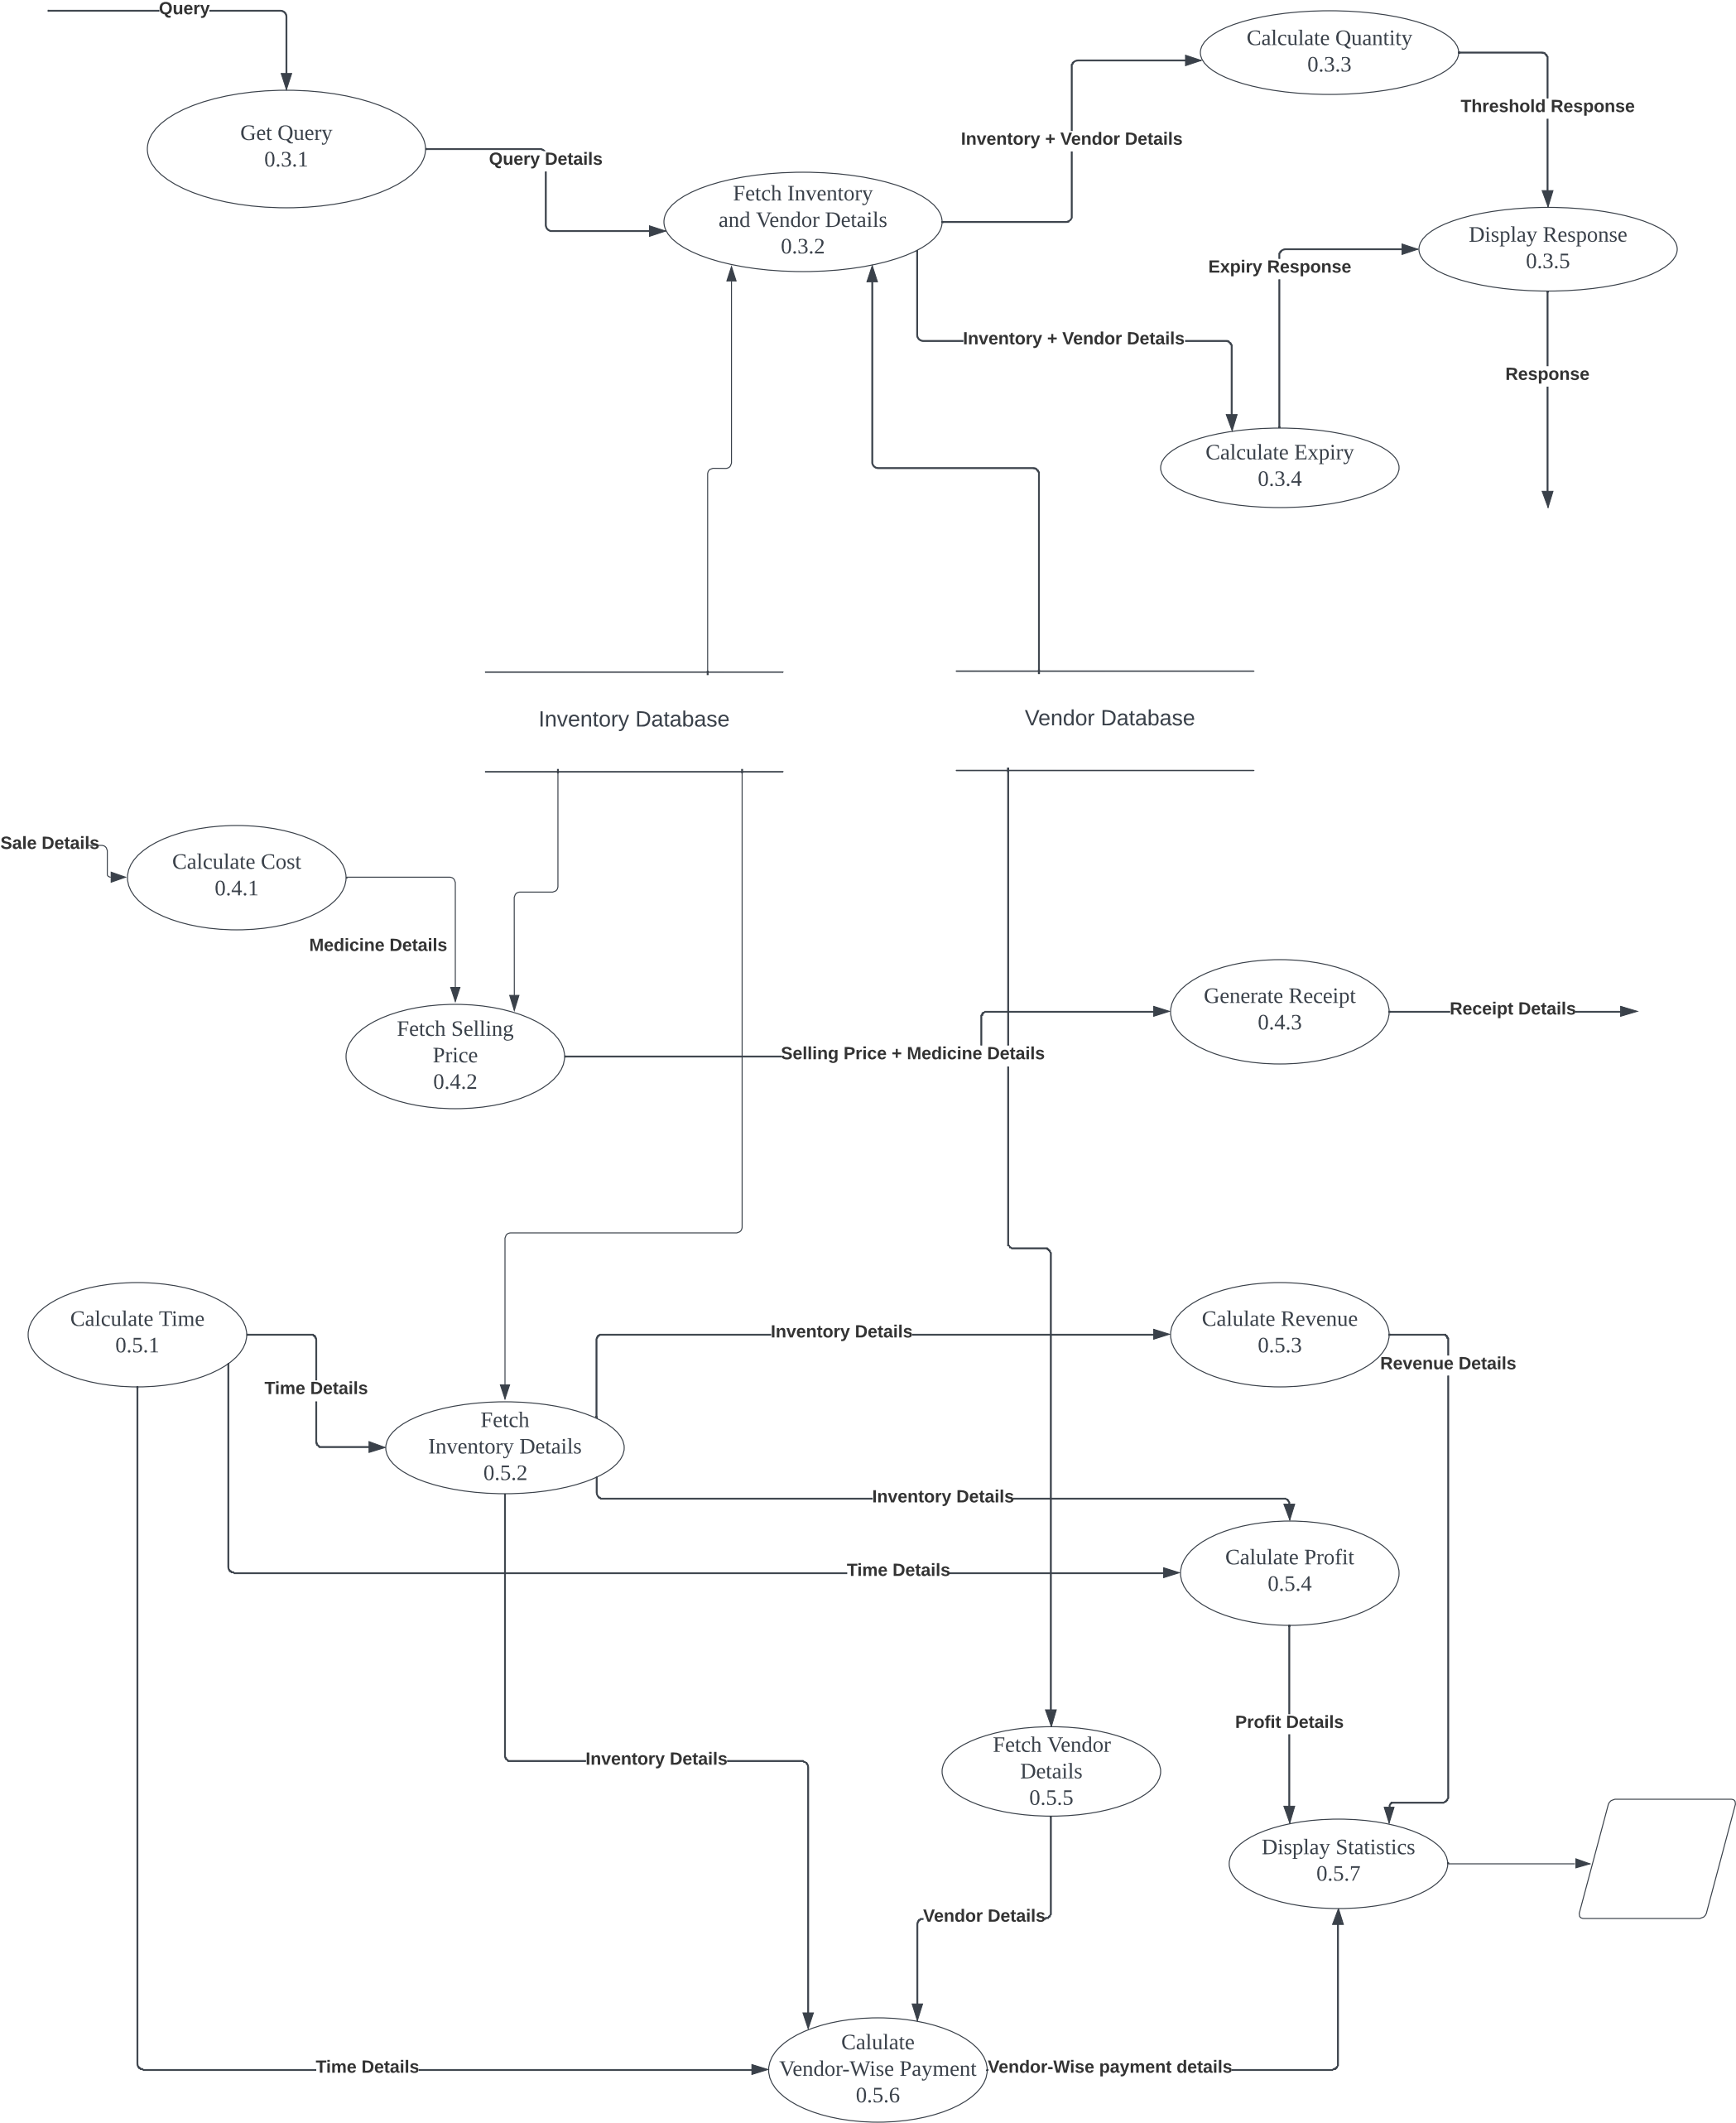 Query
Get Query
0.3.1
Query Details
Fetch Inventory
and Vendor Details
0.3.2
Inventory + Vendor Details
Calculate Quantity
0.3.3
Threshold Response
Display Response
0.3.5
Expiry Response
Inventory + Vendor Details
Response
Calculate Expiry
0.3.4
Inventory Database
Vendor Database
Sale Details
Calculate Cost
0.4.1
Medicine Details
Fetch Selling
Price
0.4.2
Selling Price + Medicine Details
Generate Receipt
0.4.3
Receipt Details
Calculate Time
0.5.1
Time Details
Fetch
Inventory Details
0.5.2
Inventory Details
Calulate Revenue
0.5.3
Revenue Details
Inventory Details
Calulate Profit
0.5.4
Time Details
Profit Details
Inventory Details
Fetch Vendor
Details
0.5.5
Display Statistics
0.5.7
Vendor Details
Calulate
Vendor-Wise Payment
0.5.6
Time Details
Vendor-Wise payment details